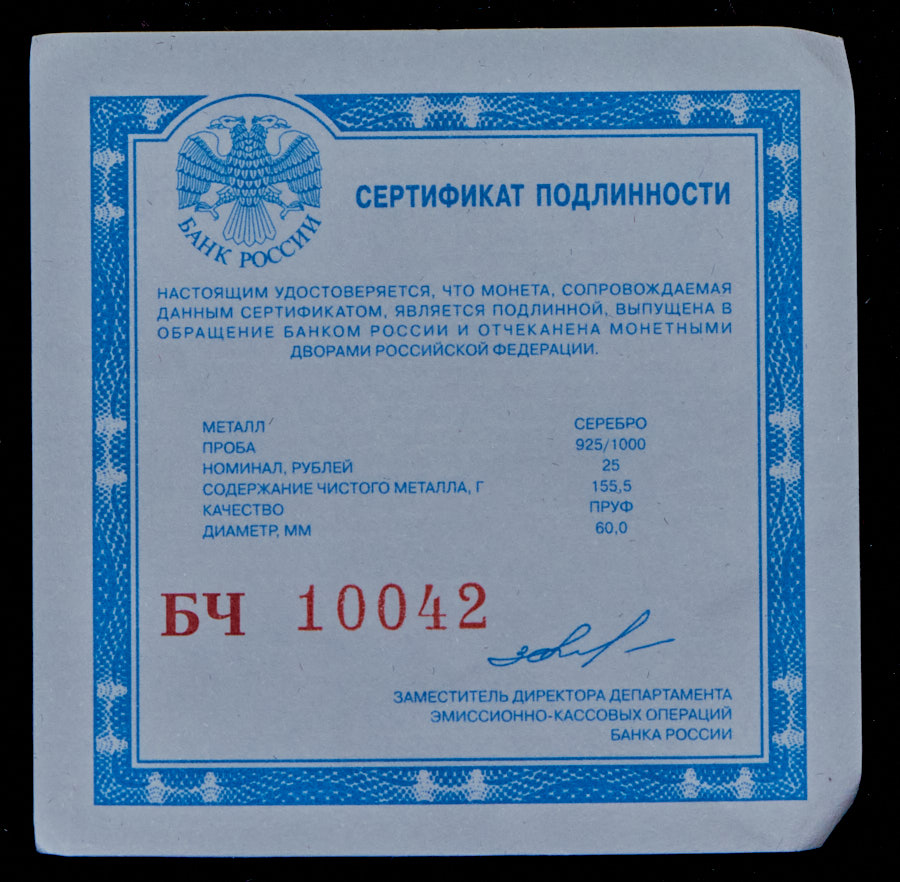 БАНК РОССИИ
СЕРТИФИКАТ ПОДЛИННОСТИ
НАСТОЯЩИМ УДОСТОВЕРЯЕТСЯ, ЧТО МОНЕТА, СОПРОВОЖДАЕМАЯ
ДАННЫМ СЕРТИФИКАТОМ, ЯВЛЯЕТСЯ ПОДЛИННОЙ, ВЫПУЩЕНА В
ОБРАЩЕНИЕ БАНКОМ РОССИИ И ОТЧЕКАНЕНА МОНЕТНЫМИ
ДВОРАМИ РОССИЙСКОЙ ФЕДЕРАЦИИ.
МЕТАЛЛ СЕРЕБРО
ПРОБА 925/1000
НОМИНАЛ, РУБЛЕЙ 25
СОДЕРЖАНИЕ ЧИСТОГО МЕТАЛЛА, Г 155,5
КАЧЕСТВО ПРУФ
ДИАМЕТР, ММ 60,0
БЧ 10042
ЗАМЕСТИТЕЛЬ ДИРЕКТОРА ДЕПАРТАМЕНТА
ЭМИССИОННО-КАССОВЫХ ОПЕРАЦИЙ
БАНКА РОССИИ